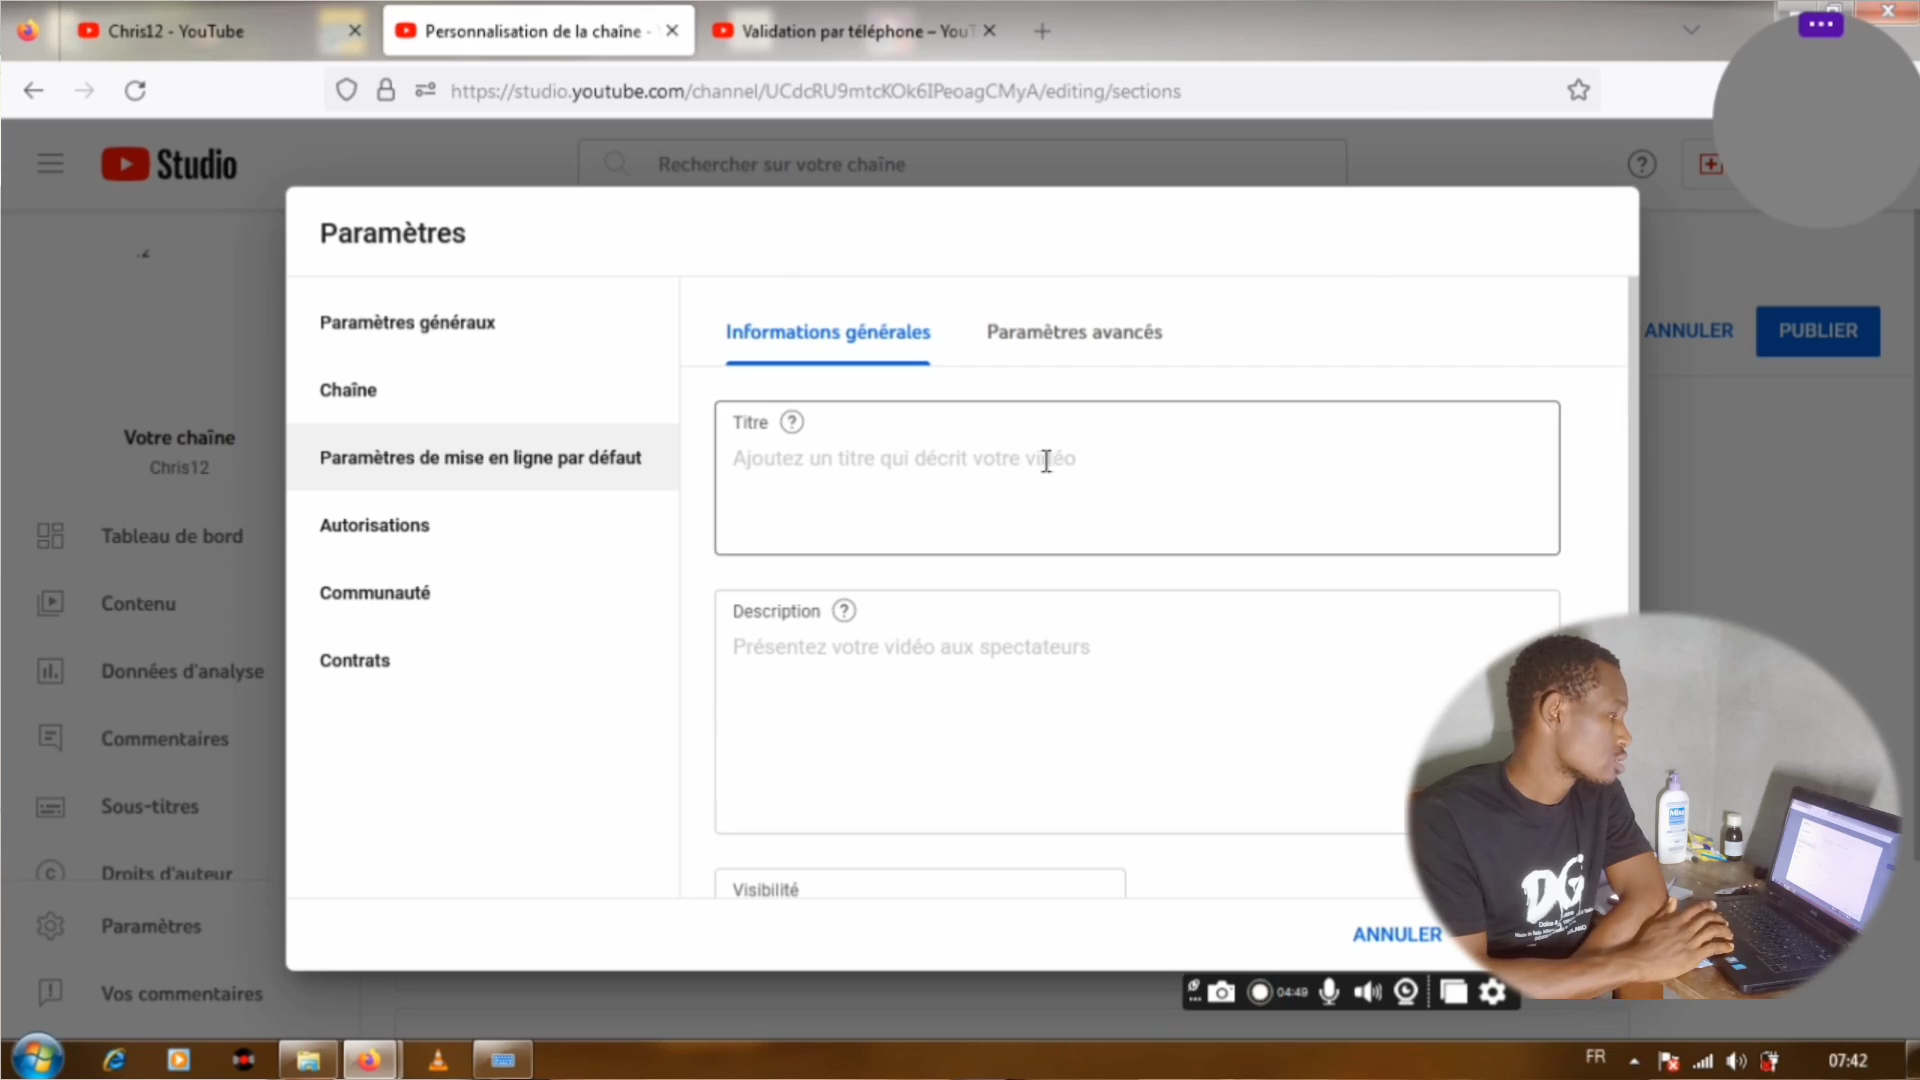 Chris12 - YouTube
Personnalisation de la chaîne -
Validation par téléphone – YouT
https://studio.youtube.com/channel/UCdcRU9mtcKOk6IPeoagCMyA/editing/sections
Studio
Rechercher sur votre chaîne
Paramètres
Paramètres généraux
Informations générales
Paramètres avancés
ANNULER
PUBLIER
Chaîne
Titre
Ajoutez un titre qui décrit votre vidéo
Votre chaîne
Chris12
Paramètres de mise en ligne par défaut
Autorisations
Tableau de bord
Communauté
Description
Présentez votre vidéo aux spectateurs
Contenu
Contrats
Données d'analyse
Commentaires
Sous-titres
Droits d'auteur
Visibilité
Paramètres
ANNULER
Vos commentaires
04:49
DG
FR
07:42